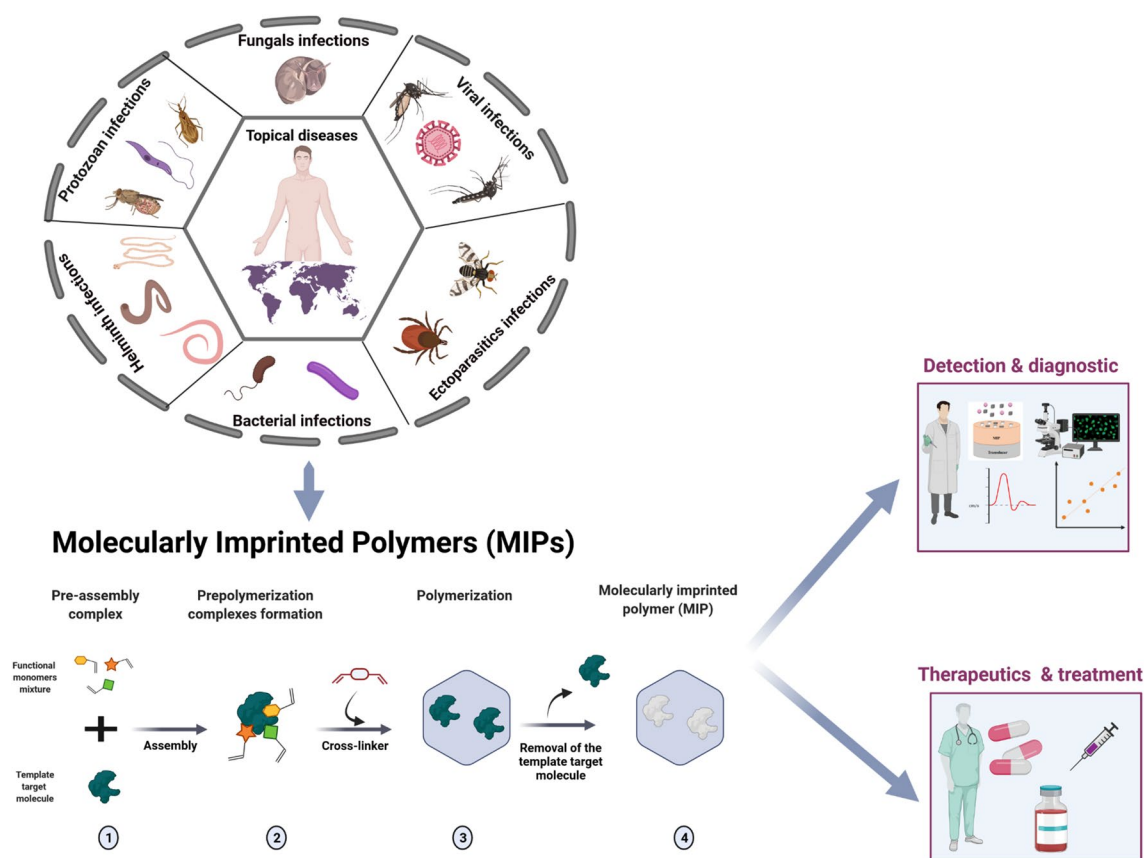 Fungals infections
Viral infections
Protozoan infections
Topical diseases
Helminth Infections
Ectoparasitics infections
Bacterial infections
Detection & diagnostic
MIP
Transducer
Molecularly Imprinted Polymers (MIPs)
Pre-assembly
complex
Prepolymerization
complexes formation
Polymerization
Molecularly imprinted
polymer (MIP)
Functional
monomers
mixture
Assembly
Cross-linker
Removal of the
template target
molecule
Template
target
molecule
1
2
3
4
Therapeutics & treatment